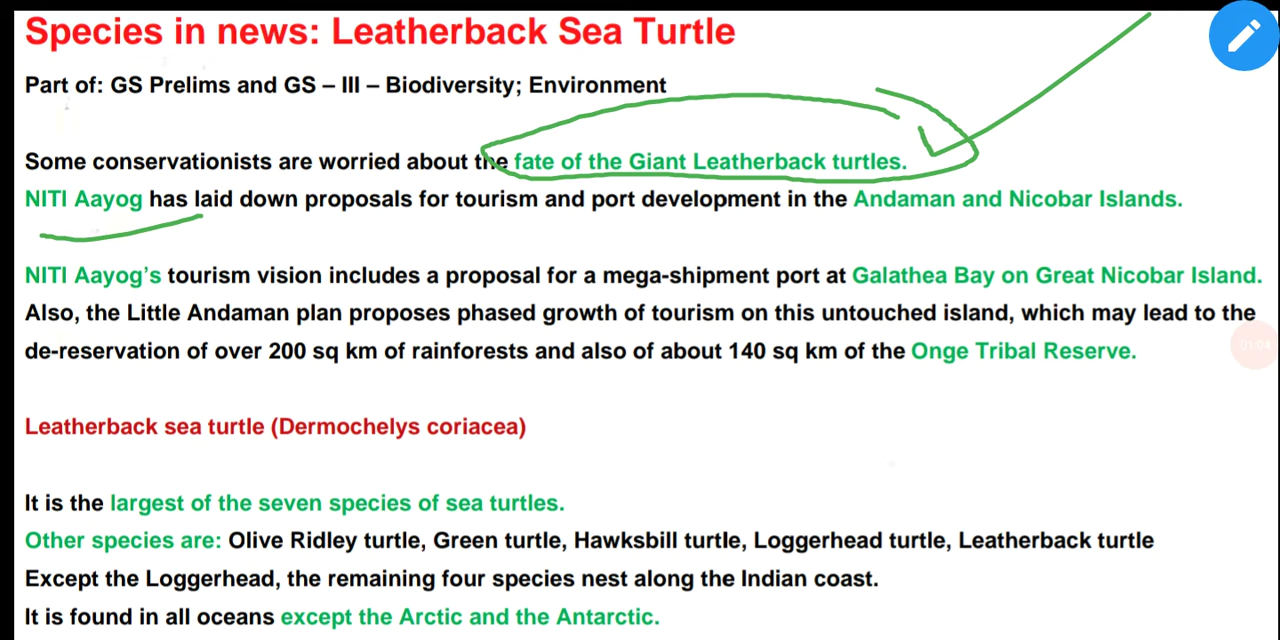 Species in news: Leatherback Sea Turtle
Part of: GS Prelims and GS – III – Biodiversity; Environment
Some conservationists are worried about the fate of the Giant Leatherback turtles.
NITI Aayog has laid down proposals for tourism and port development in the Andaman and Nicobar Islands.
NITI Aayog’s tourism vision includes a proposal for a mega-shipment port at Galathea Bay on Great Nicobar Island.
Also, the Little Andaman plan proposes phased growth of tourism on this untouched island, which may lead to the
de-reservation of over 200 sq km of rainforests and also of about 140 sq km of the Onge Tribal Reserve.
01:04
Leatherback sea turtle (Dermochelys coriacea)
It is the largest of the seven species of sea turtles.
Other species are: Olive Ridley turtle, Green turtle, Hawksbill turtle, Loggerhead turtle, Leatherback turtle
Except the Loggerhead, the remaining four species nest along the Indian coast.
It is found in all oceans except the Arctic and the Antarctic.